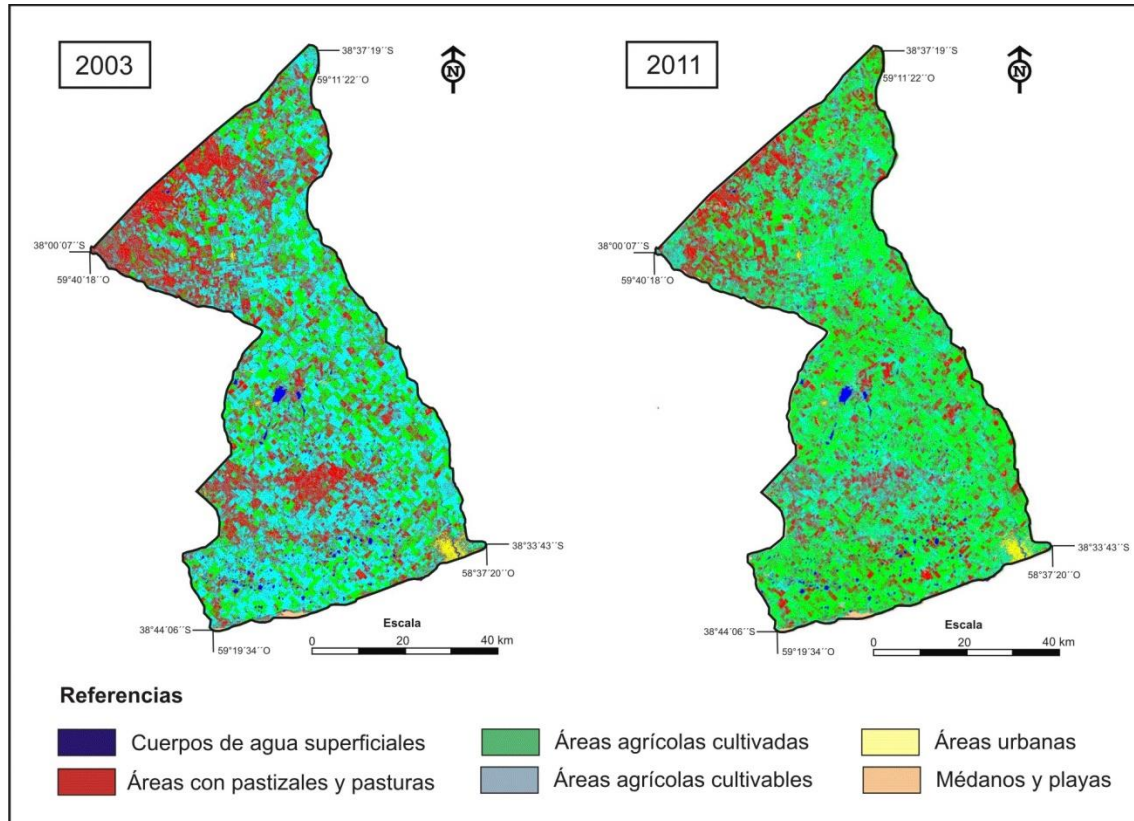 2003
N
38°37´19´´S
59°11´22´´O
38°00´07´´S
59°40´18´´O
38°33´43´´S
58°37´20´´O
38°44´06´´S
59°19´34´´O
Escala
0 20 40 km
2011
N
38°37´19´´S
59°11´22´´O
38°00´07´´S
59°40´18´´O
38°33´43´´S
58°37´20´´O
38°44´06´´S
59°19´34´´O
Escala
0 20 40 km
Referencias
Cuerpos de agua superficiales
Áreas agrícolas cultivadas
Áreas urbanas
Áreas con pastizales y pasturas
Áreas agrícolas cultivables
Médanos y playas